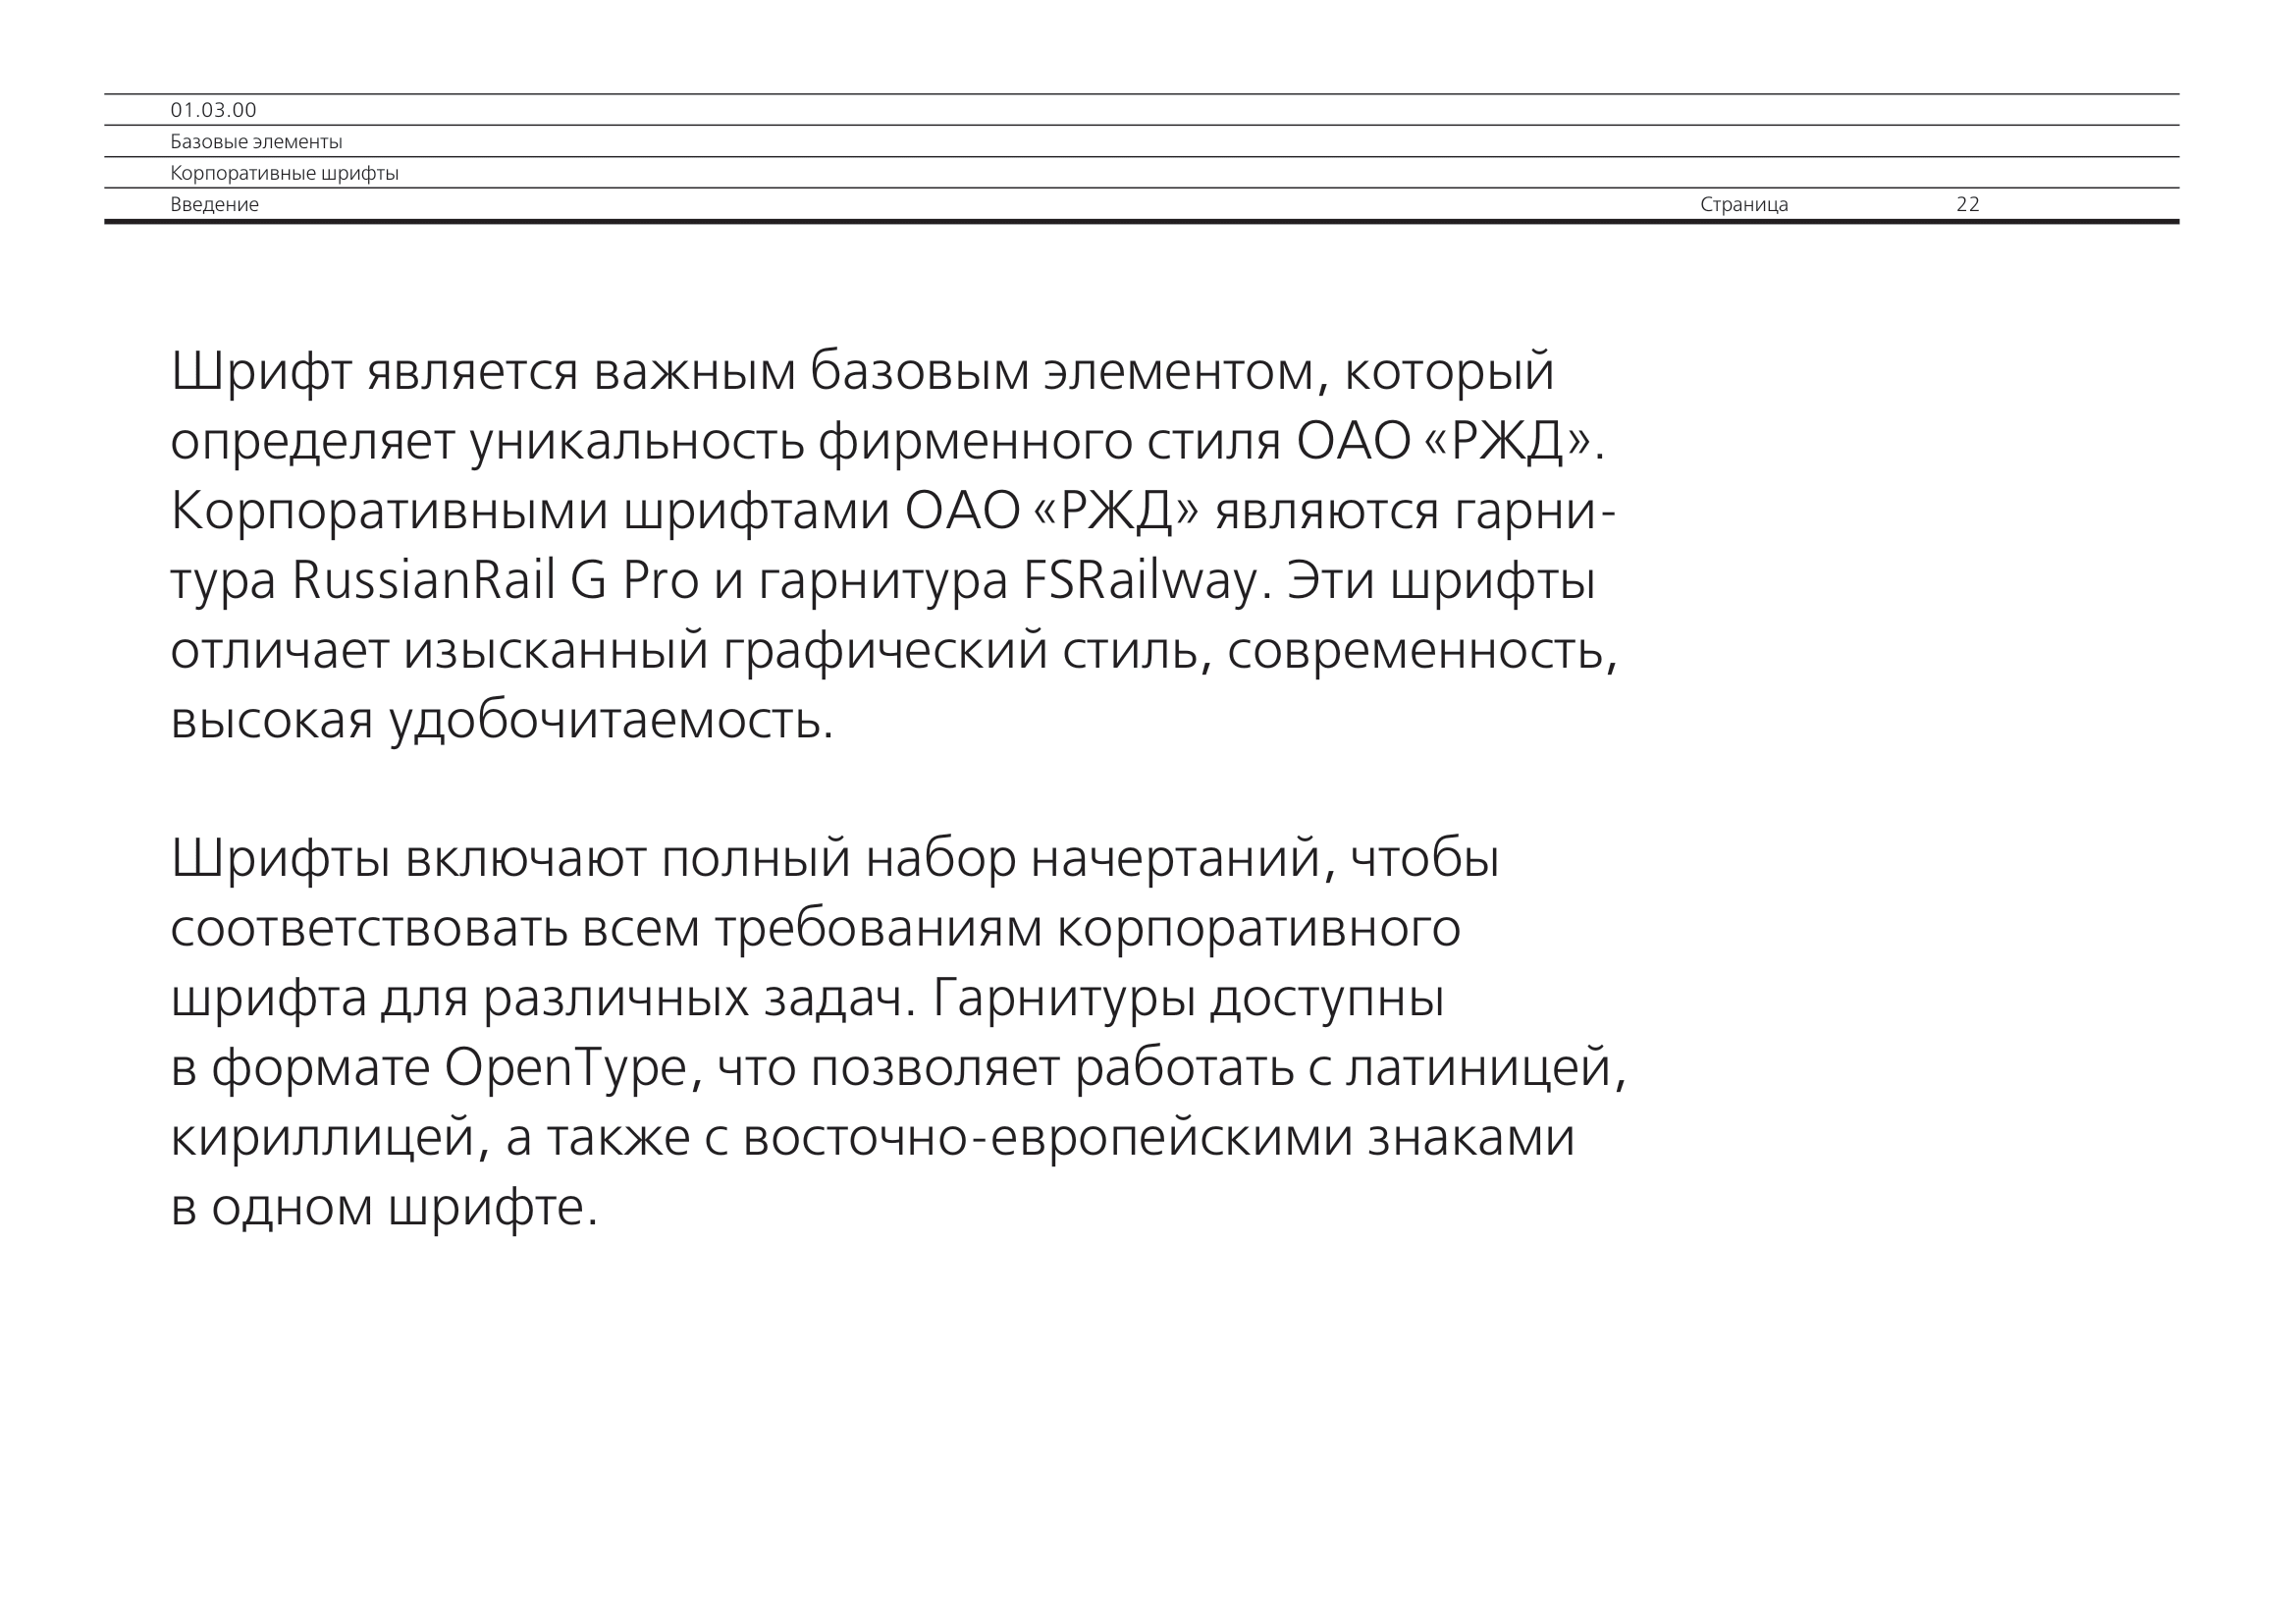 01.03.00
Базовые элементы
Корпоративные шрифты
Введение Страница 22
Шрифт является важным базовым элементом, который
определяет уникальность фирменного стиля ОАО «РЖД».
Корпоративными шрифтами ОАО «РЖД» являются гарни-
тура RussianRail G Pro и гарнитура FSRailway. Эти шрифты
отличает изысканный графический стиль, современность,
высокая удобочитаемость.
Шрифты включают полный набор начертаний, чтобы
соответствовать всем требованиям корпоративного
шрифта для различных задач. Гарнитуры доступны
в формате OpenType, что позволяет работать с латиницей,
кириллицей, а также с восточно-европейскими знаками
в одном шрифте.